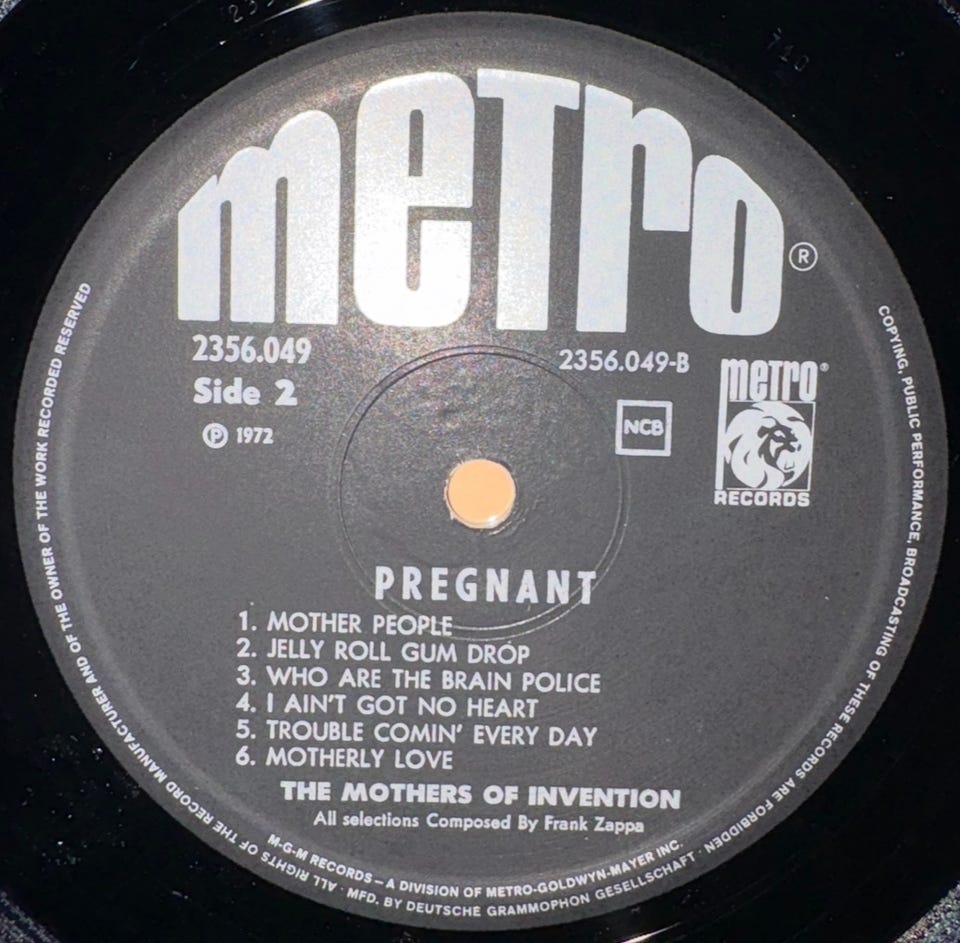 metro®
2356.049
2356.049-B
Side 2
NCB
metro®
RECORDS
℗ 1972
PREGNANT
1. MOTHER PEOPLE
2. JELLY ROLL GUM DROP
3. WHO ARE THE BRAIN POLICE
4. I AIN'T GOT NO HEART
5. TROUBLE COMIN' EVERY DAY
6. MOTHERLY LOVE
THE MOTHERS OF INVENTION
All selections Composed By Frank Zappa
M-G-M RECORDS – A DIVISION OF METRO-GOLDWYN-MAYER INC.
MFD. BY DEUTSCHE GRAMMOPHON GESELLSCHAFT · ALL RIGHTS OF THE RECORD MANUFACTURER AND OF THE OWNER OF THE WORK RECORDED RESERVED
COPYING, PUBLIC PERFORMANCE, BROADCASTING OF THESE RECORDS ARE FORBIDDEN